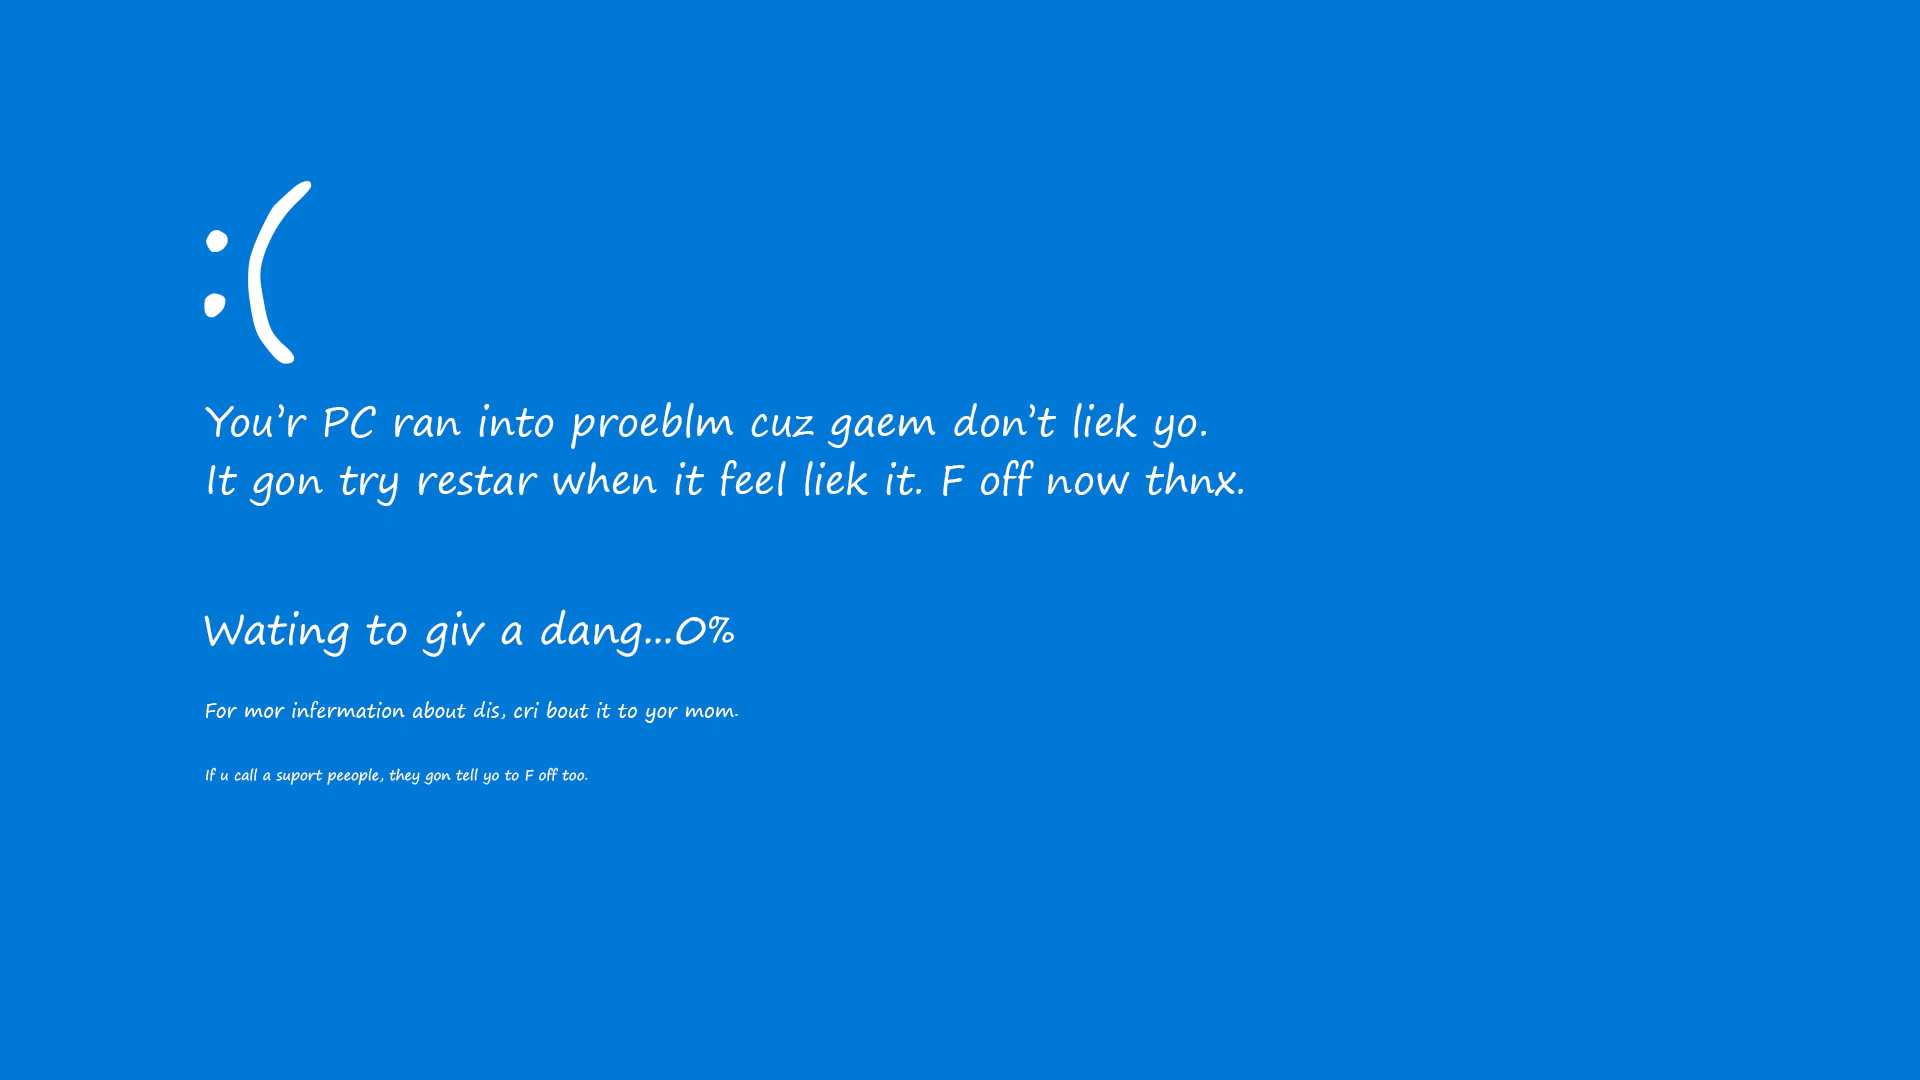 :(
You'r PC ran into proeblm cuz gaem don't liek yo.
It gon try restar when it feel liek it. F off now thnx.
Wating to giv a dang...0%
For mor infermation about dis, cri bout it to yor mom.
If u call a suport peeople, they gon tell yo to F off too.